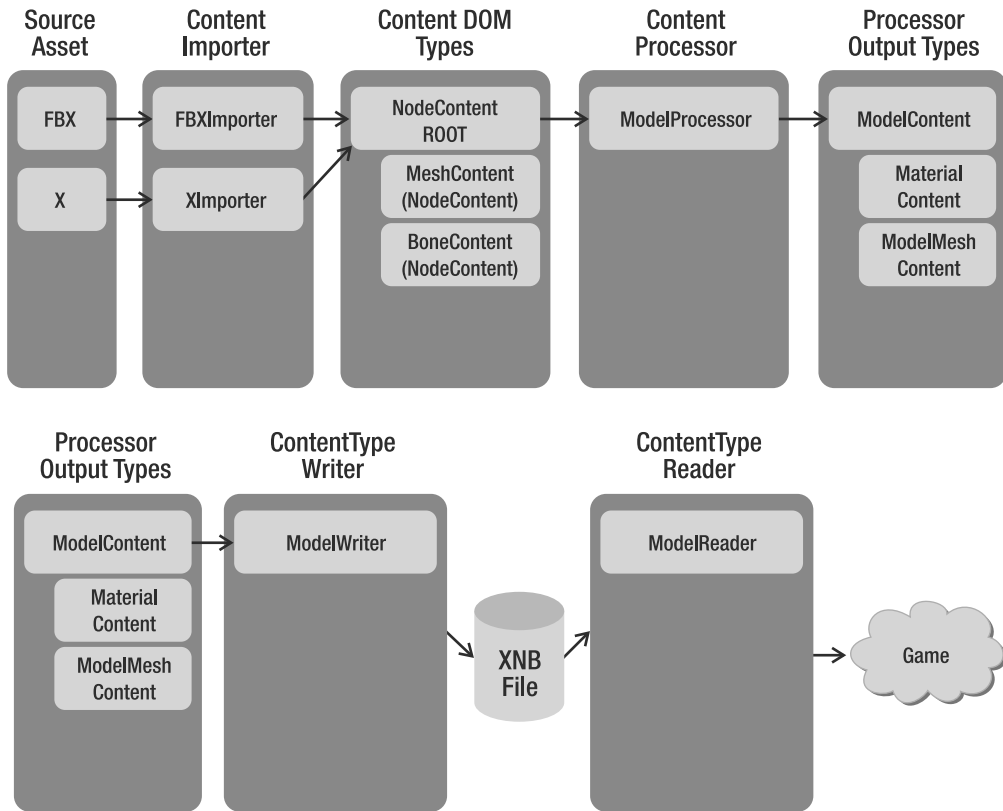 Source
Asset
Content
Importer
Content DOM
Types
Content
Processor
Processor
Output Types
FBX
FBXImporter
NodeContent
ROOT
ModelProcessor
ModelContent
X
XImporter
MeshContent
(NodeContent)
Material
Content
BoneContent
(NodeContent)
ModelMesh
Content
Processor
Output Types
ContentType
Writer
ContentType
Reader
ModelContent
ModelWriter
ModelReader
Material
Content
ModelMesh
Content
XNB
File
Game